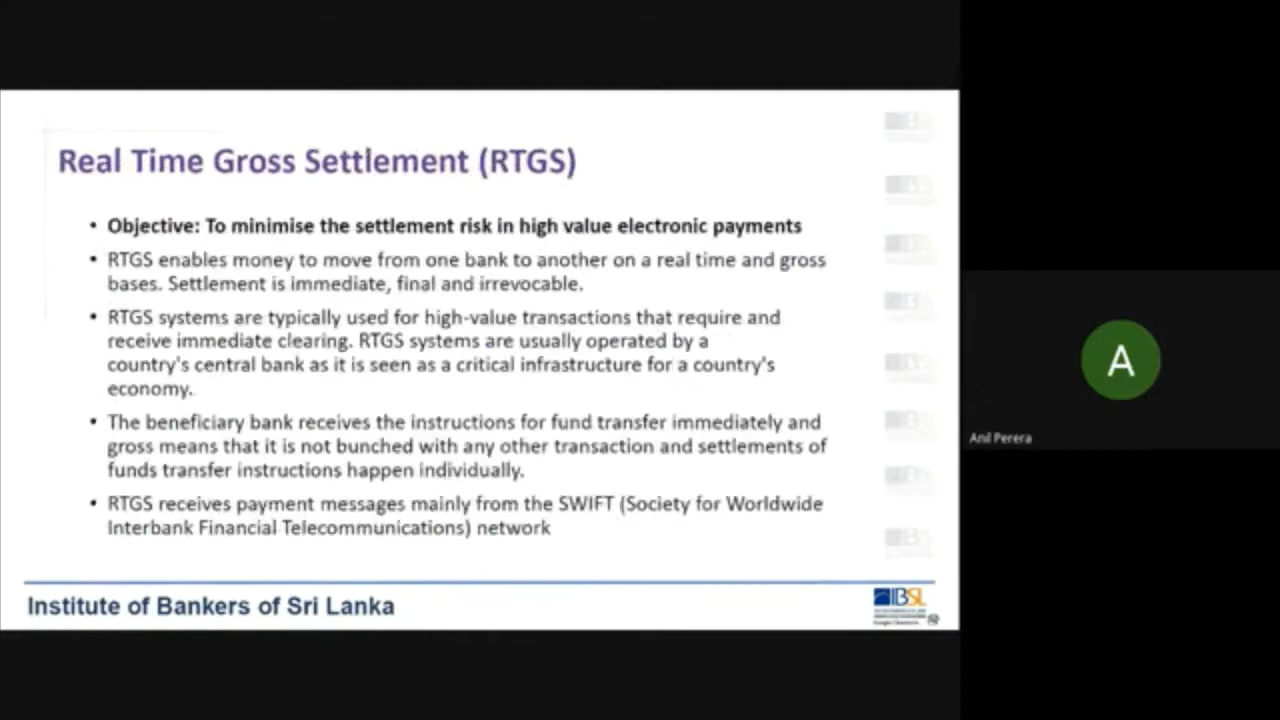 Real Time Gross Settlement (RTGS)
• Objective: To minimise the settlement risk in high value electronic payments
• RTGS enables money to move from one bank to another on a real time and gross
bases. Settlement is immediate, final and irrevocable.
• RTGS systems are typically used for high-value transactions that require and
receive immediate clearing. RTGS systems are usually operated by a
country's central bank as it is seen as a critical infrastructure for a country's
economy.
• The beneficiary bank receives the instructions for fund transfer immediately and
gross means that it is not bunched with any other transaction and settlements of
funds transfer instructions happen individually.
• RTGS receives payment messages mainly from the SWIFT (Society for Worldwide
Interbank Financial Telecommunications) network
Institute of Bankers of Sri Lanka
IBSL
A
Anil Perera